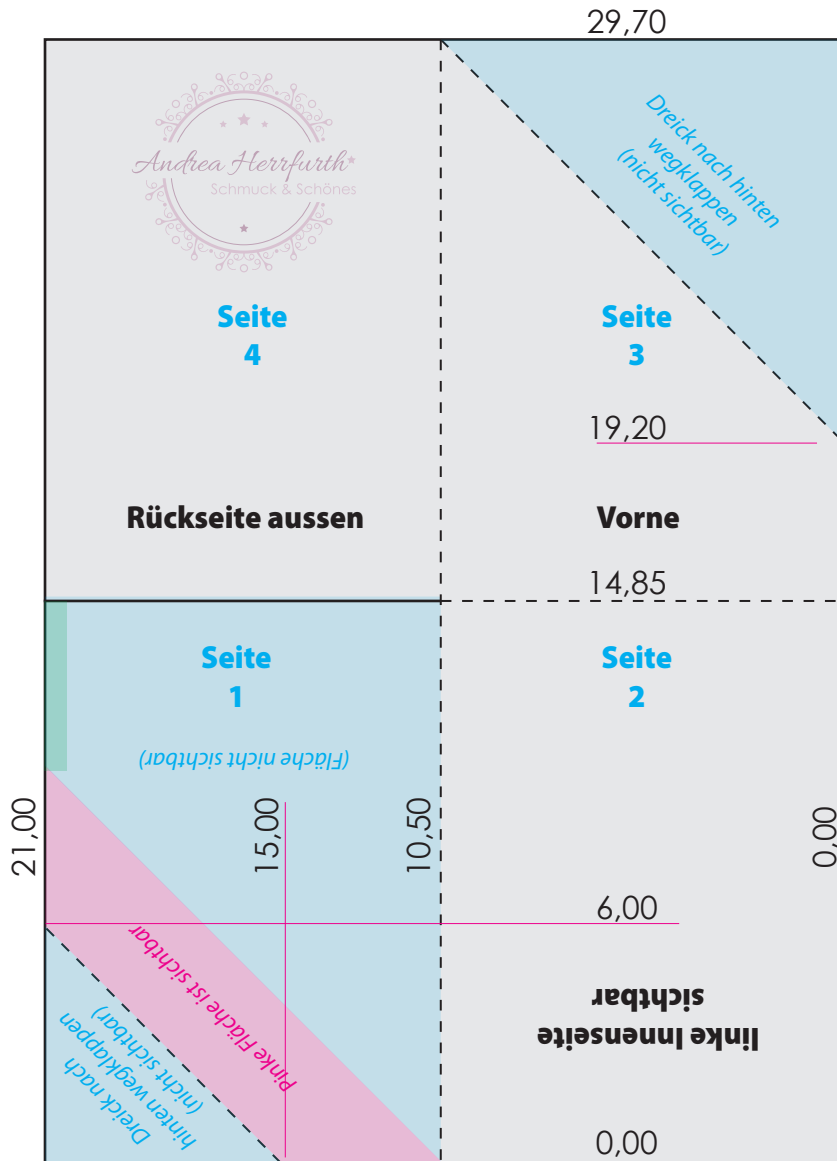 29,70
Andrea Herrfurth
Schmuck & Schönes
Dreick nach hinten
wegklappen
(nicht sichtbar)
Seite
4
Seite
3
19,20
Rückseite aussen
Vorne
14,85
Seite
1
Seite
2
(Fläche nicht sichtbar)
21,00
15,00
10,50
0,00
6,00
Pinke Fläche ist sichtbar
linke Innenseite
sichtbar
Dreick nach
hinten wegklappen
(nicht sichtbar)
0,00